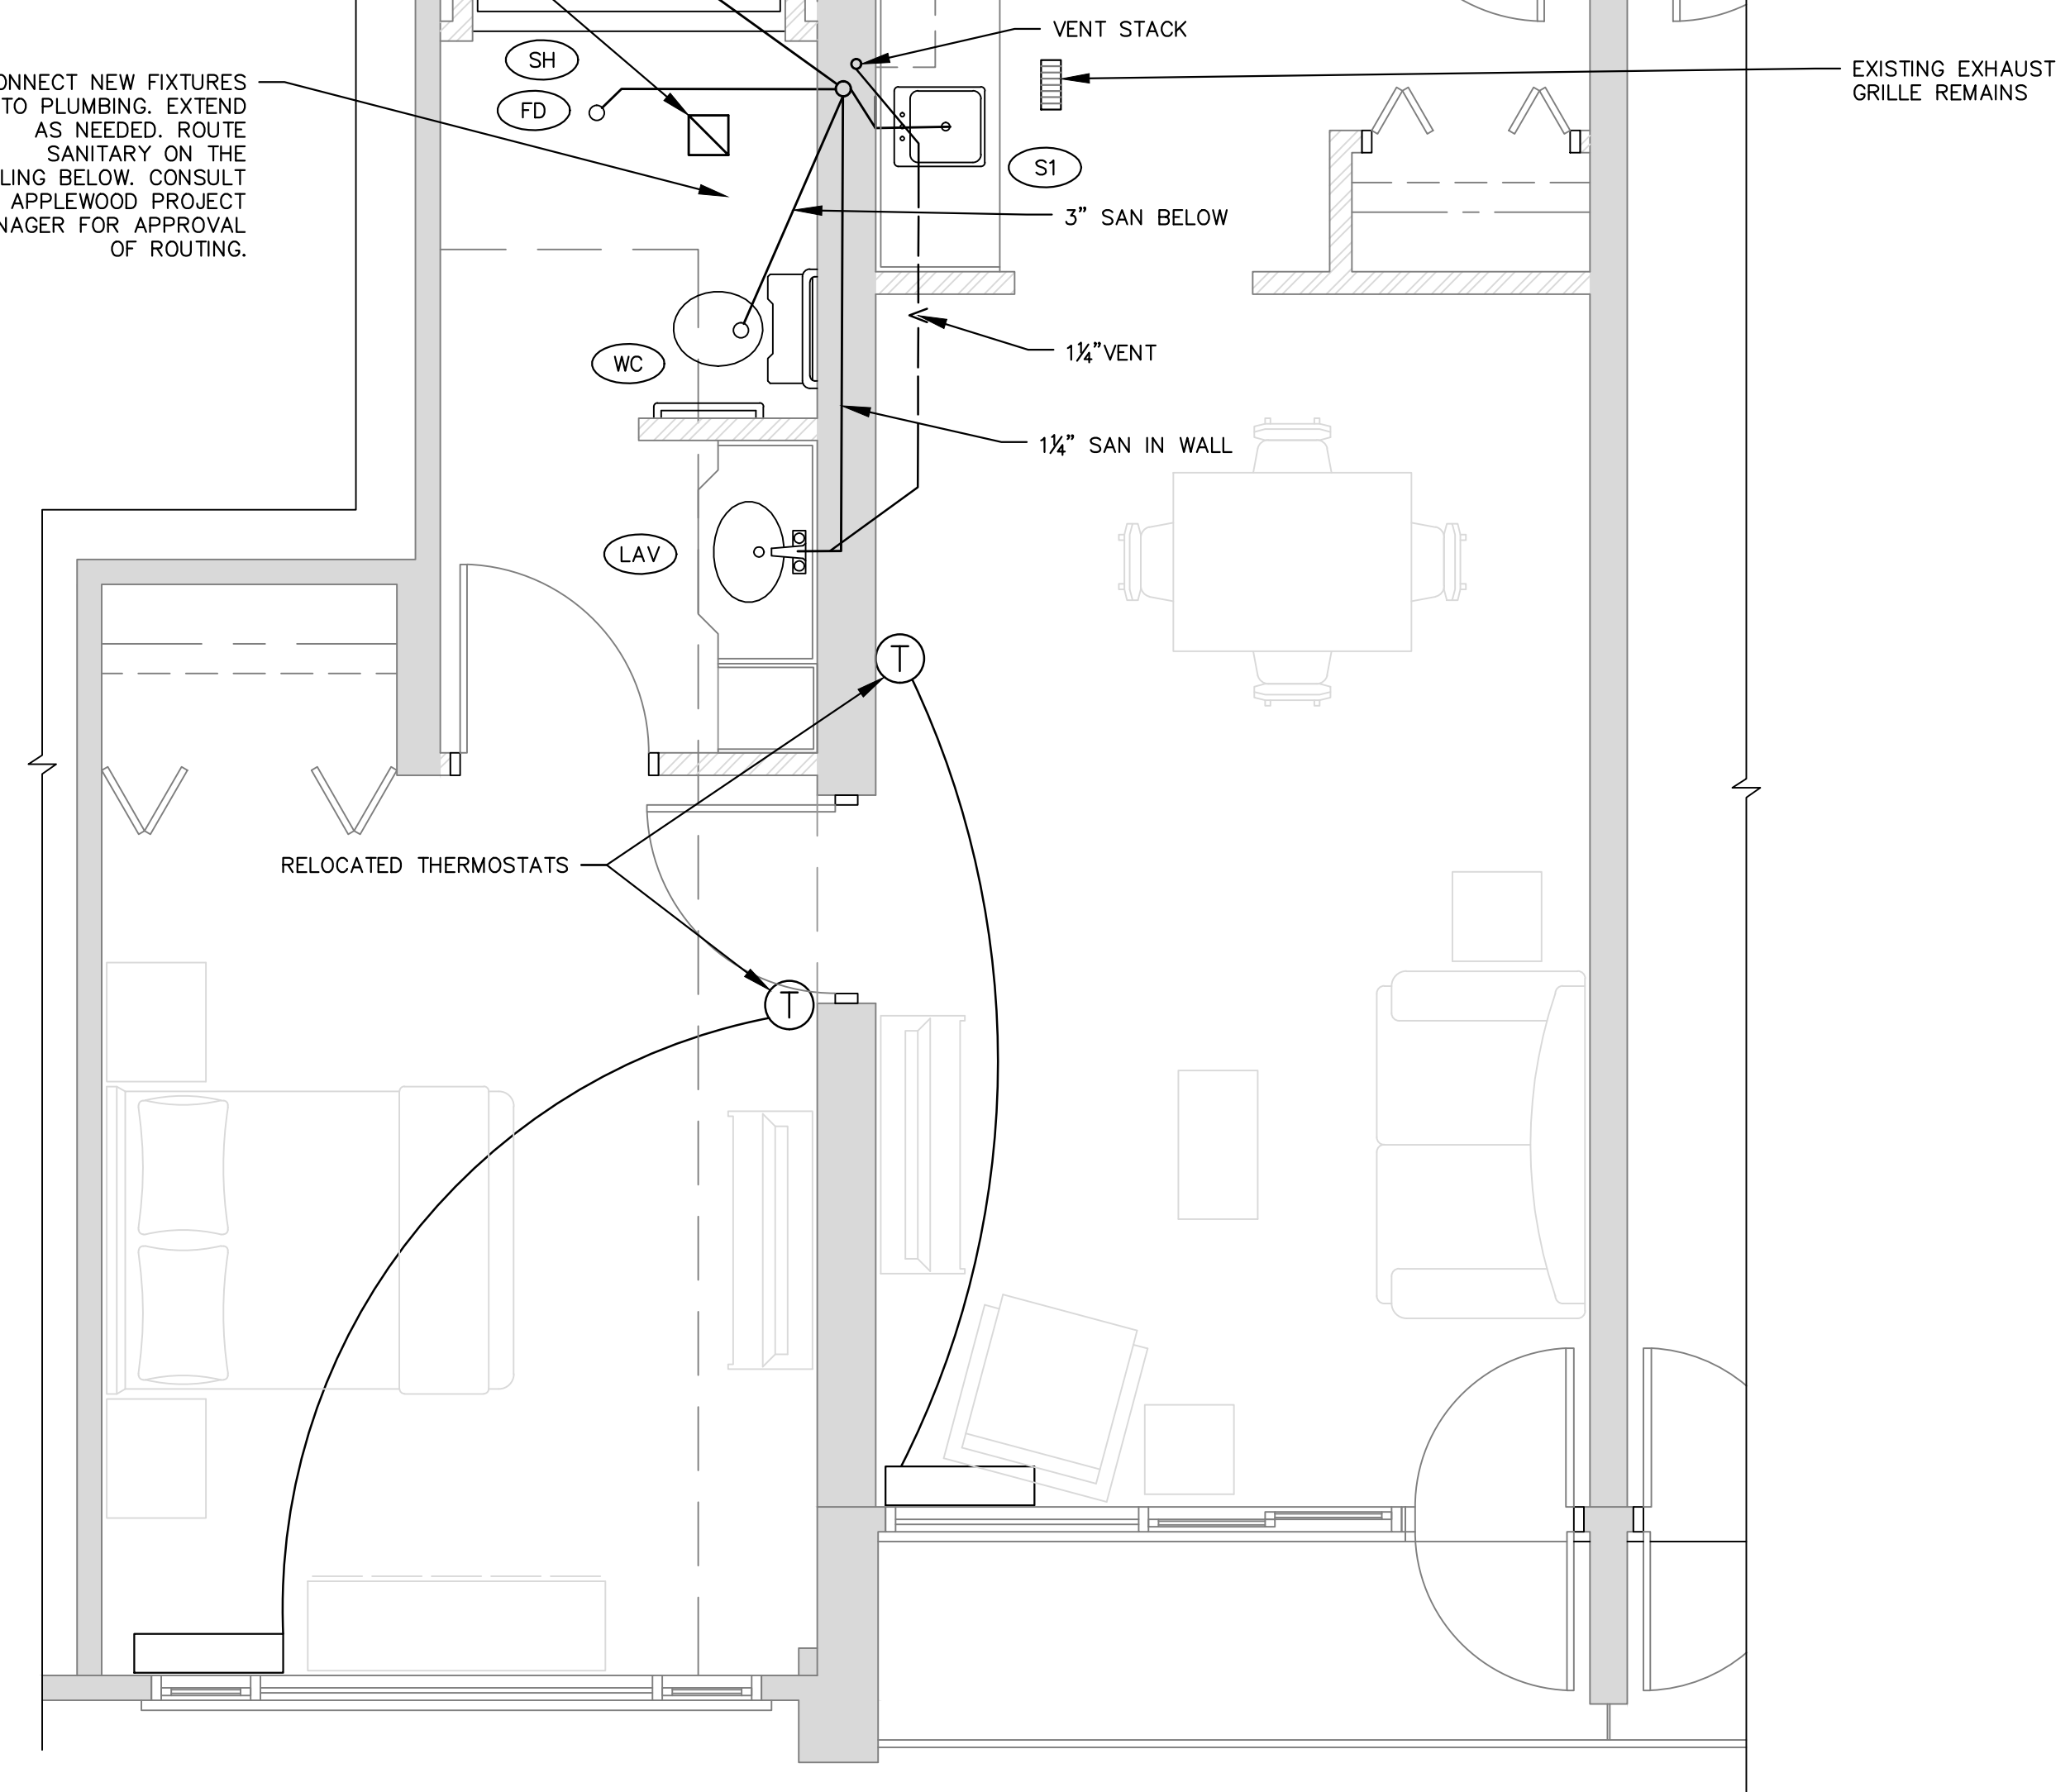 VENT STACK
SH
EXISTING EXHAUST
GRILLE REMAINS
ONNECT NEW FIXTURES
TO PLUMBING. EXTEND
AS NEEDED. ROUTE
SANITARY ON THE
LING BELOW. CONSULT
APPLEWOOD PROJECT
NAGER FOR APPROVAL
OF ROUTING.
FD
S1
3" SAN BELOW
1¼"VENT
WC
1¼" SAN IN WALL
LAV
T
RELOCATED THERMOSTATS
T